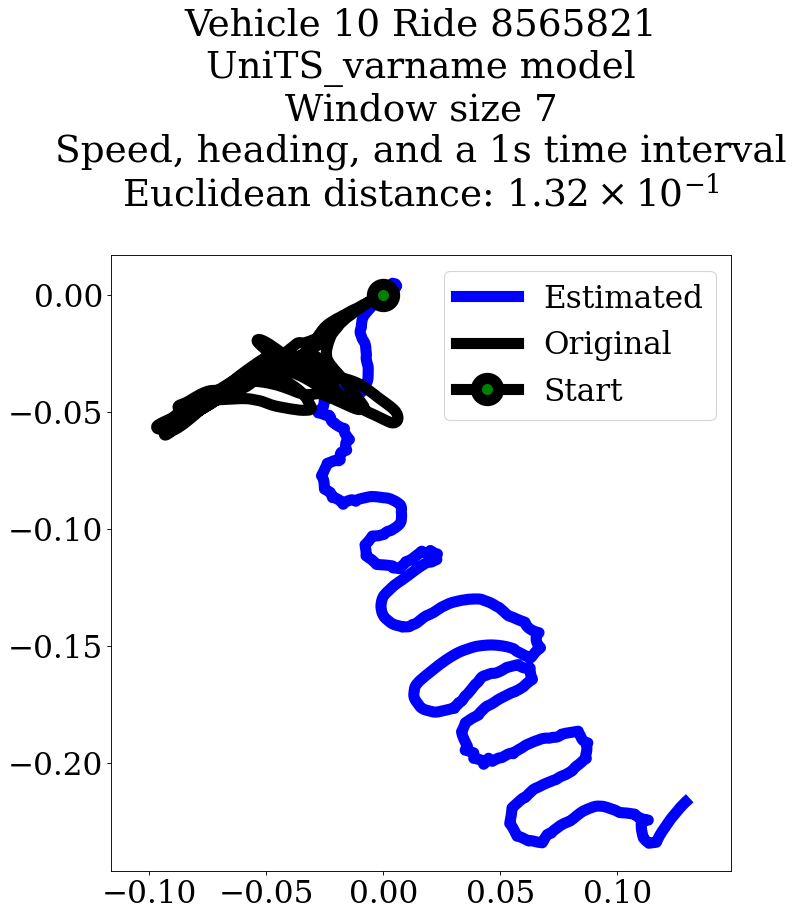 Vehicle 10 Ride 8565821
UniTS_varname model
Window size 7
Speed, heading, and a 1s time interval
Euclidean distance: 1.32 × 10⁻¹
Estimated
Original
Start
0.00
−0.05
−0.10
−0.15
−0.20
−0.10 −0.05 0.00 0.05 0.10